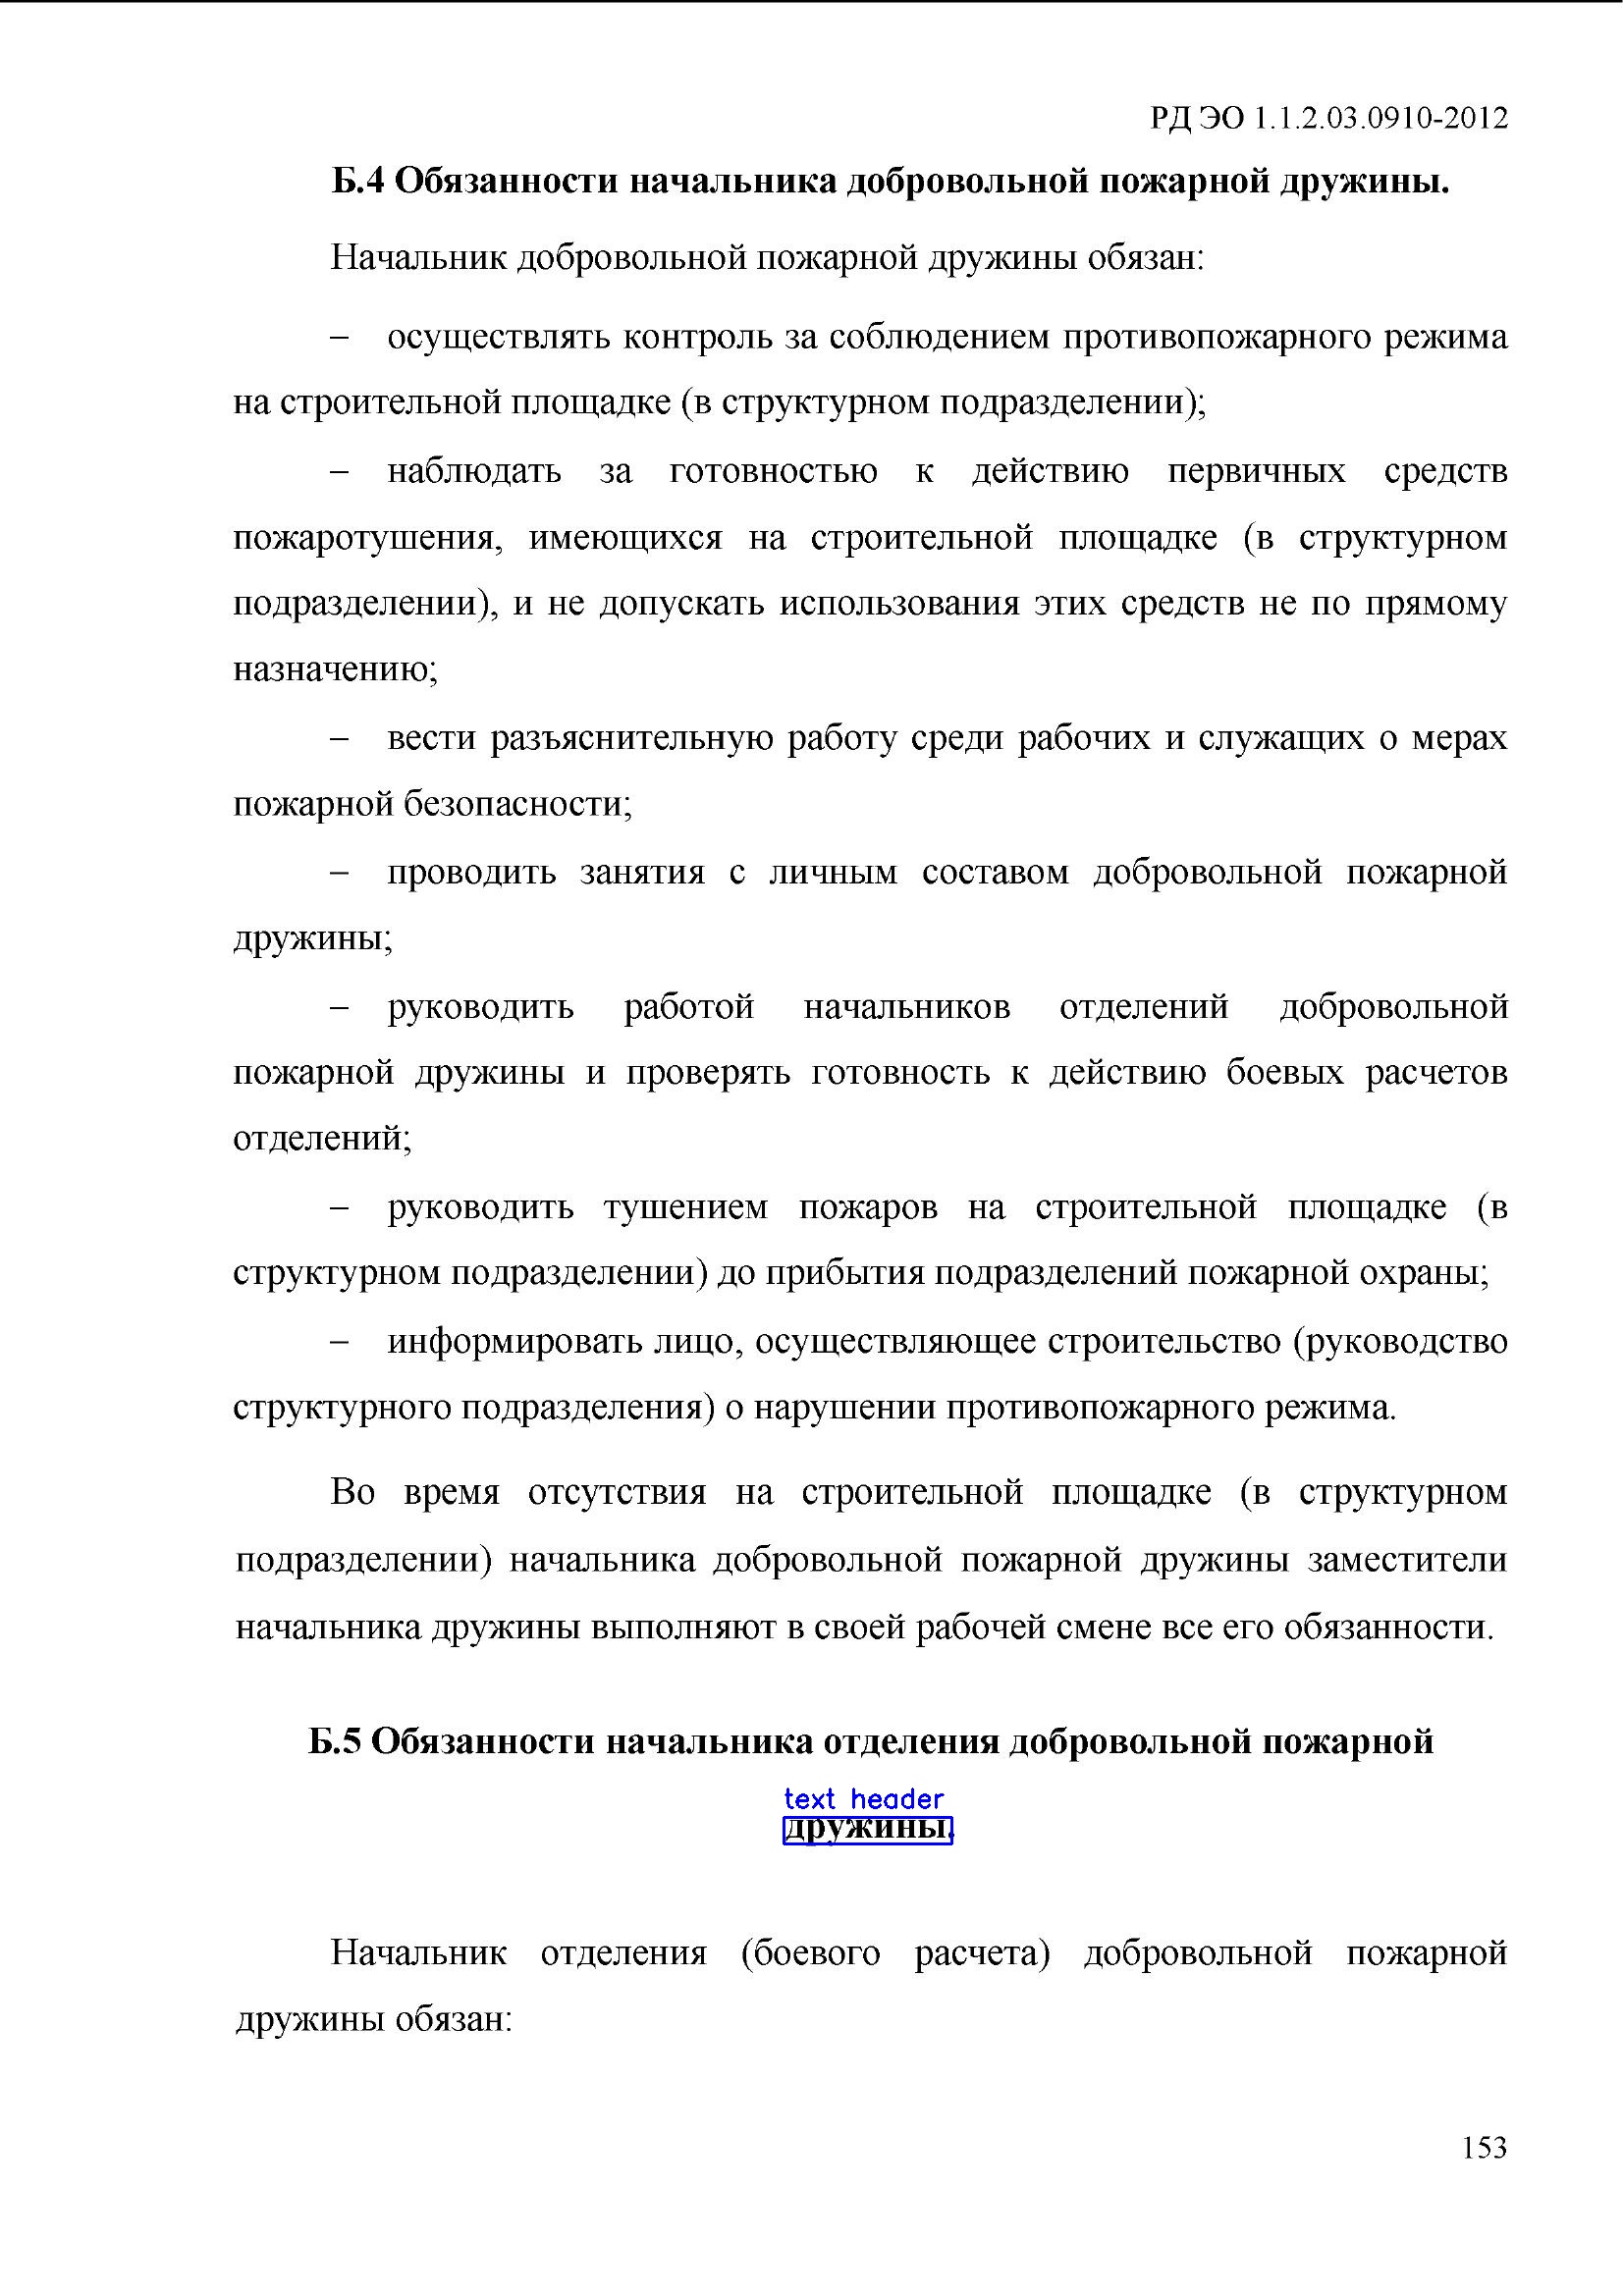 РД ЭО 1.1.2.03.0910-2012
Б.4 Обязанности начальника добровольной пожарной дружины.
Начальник добровольной пожарной дружины обязан:
– осуществлять контроль за соблюдением противопожарного режима
на строительной площадке (в структурном подразделении);
– наблюдать за готовностью к действию первичных средств
пожаротушения, имеющихся на строительной площадке (в структурном
подразделении), и не допускать использования этих средств не по прямому
назначению;
– вести разъяснительную работу среди рабочих и служащих о мерах
пожарной безопасности;
– проводить занятия с личным составом добровольной пожарной
дружины;
– руководить работой начальников отделений добровольной
пожарной дружины и проверять готовность к действию боевых расчетов
отделений;
– руководить тушением пожаров на строительной площадке (в
структурном подразделении) до прибытия подразделений пожарной охраны;
– информировать лицо, осуществляющее строительство (руководство
структурного подразделения) о нарушении противопожарного режима.
Во время отсутствия на строительной площадке (в структурном
подразделении) начальника добровольной пожарной дружины заместители
начальника дружины выполняют в своей рабочей смене все его обязанности.
Б.5 Обязанности начальника отделения добровольной пожарной
text header
дружины.
Начальник отделения (боевого расчета) добровольной пожарной
дружины обязан:
153